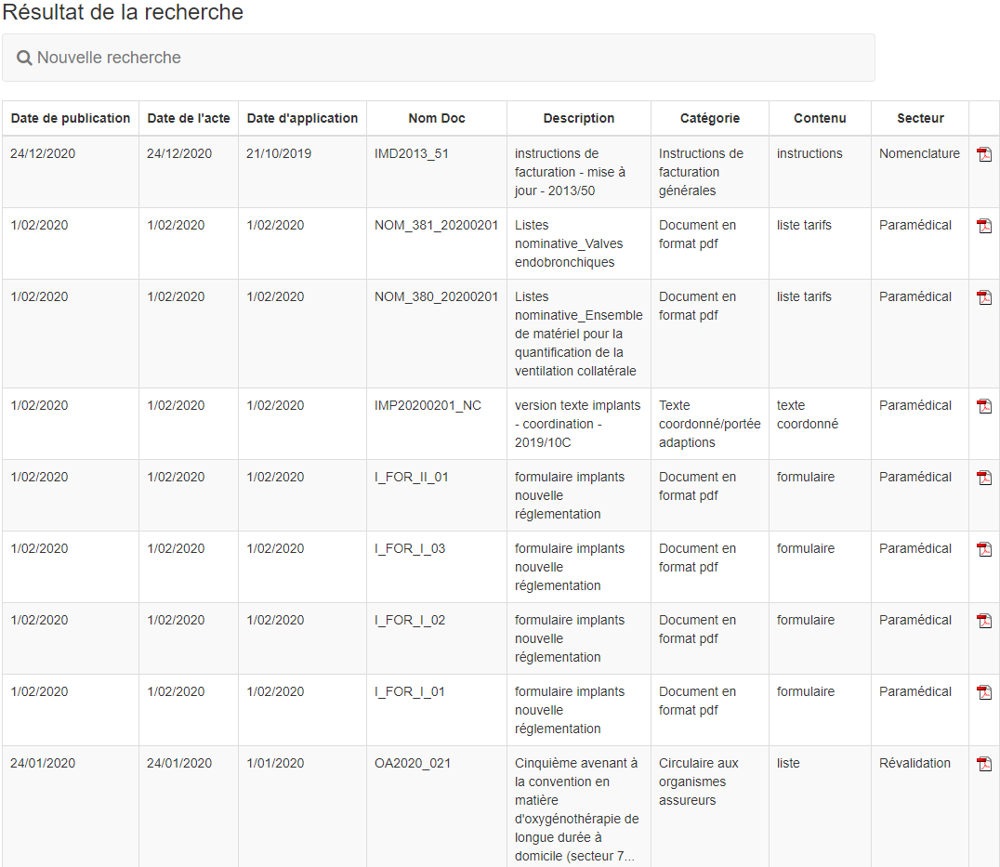 Résultat de la recherche
Nouvelle recherche
Date de publication Date de l'acte Date d'application Nom Doc Description Catégorie Contenu Secteur
24/12/2020 24/12/2020 21/10/2019 IMD2013_51 instructions de Instructions de instructions Nomenclature
facturation - mise à facturation
jour - 2013/50 générales
1/02/2020 1/02/2020 1/02/2020 NOM_381_20200201 Listes Document en liste tarifs Paramédical
nominative_Valves format pdf
endobronchiques
1/02/2020 1/02/2020 1/02/2020 NOM_380_20200201 Listes Document en liste tarifs Paramédical
nominative_Ensemble format pdf
de matériel pour la
quantification de la
ventilation collatérale
1/02/2020 1/02/2020 1/02/2020 IMP20200201_NC version texte implants Texte texte Paramédical
- coordination - coordonné/portée coordonné
2019/10C adaptions
1/02/2020 1/02/2020 1/02/2020 I_FOR_II_01 formulaire implants Document en formulaire Paramédical
nouvelle format pdf
réglementation
1/02/2020 1/02/2020 1/02/2020 I_FOR_I_03 formulaire implants Document en formulaire Paramédical
nouvelle format pdf
réglementation
1/02/2020 1/02/2020 1/02/2020 I_FOR_I_02 formulaire implants Document en formulaire Paramédical
nouvelle format pdf
réglementation
1/02/2020 1/02/2020 1/02/2020 I_FOR_I_01 formulaire implants Document en formulaire Paramédical
nouvelle format pdf
réglementation
24/01/2020 24/01/2020 1/01/2020 OA2020_021 Cinquième avenant à Circulaire aux liste Révalidation
la convention en organismes
matière assureurs
d'oxygénothérapie de
longue durée à
domicile (secteur 7...